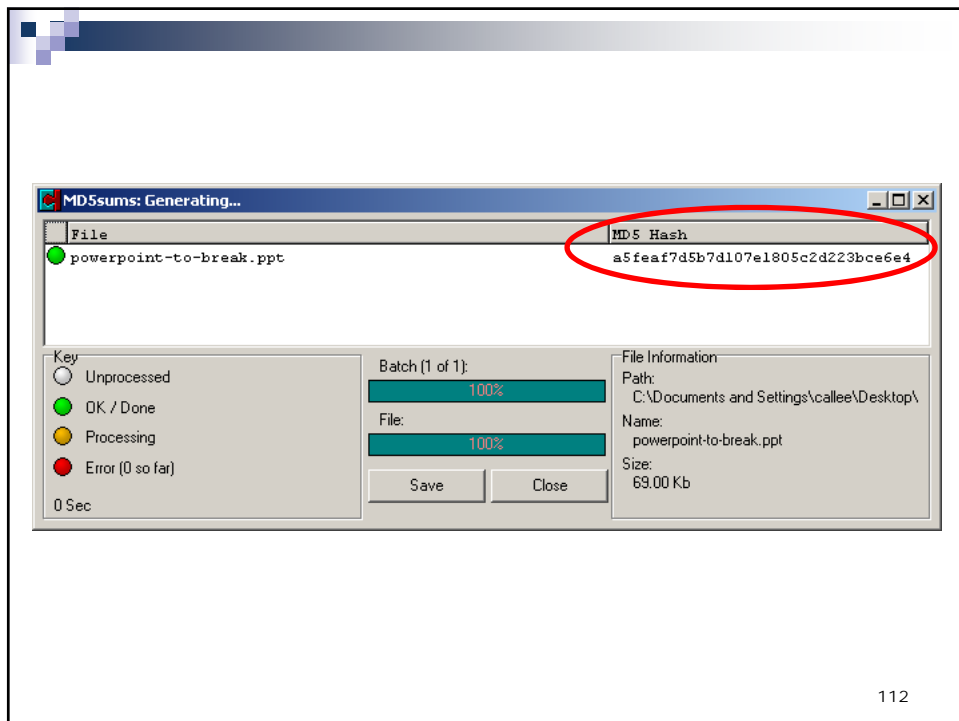 MD5sums: Generating...
File MD5 Hash
powerpoint-to-break.ppt a5feaf7d5b7d107e1805c2d223bce6e4
Key
Unprocessed
OK / Done
Processing
Error (0 so far)
0 Sec
Batch (1 of 1):
100%
File:
100%
Save Close
File Information
Path:
C:\Documents and Settings\callee\Desktop\
Name:
powerpoint-to-break.ppt
Size:
69.00 Kb
112